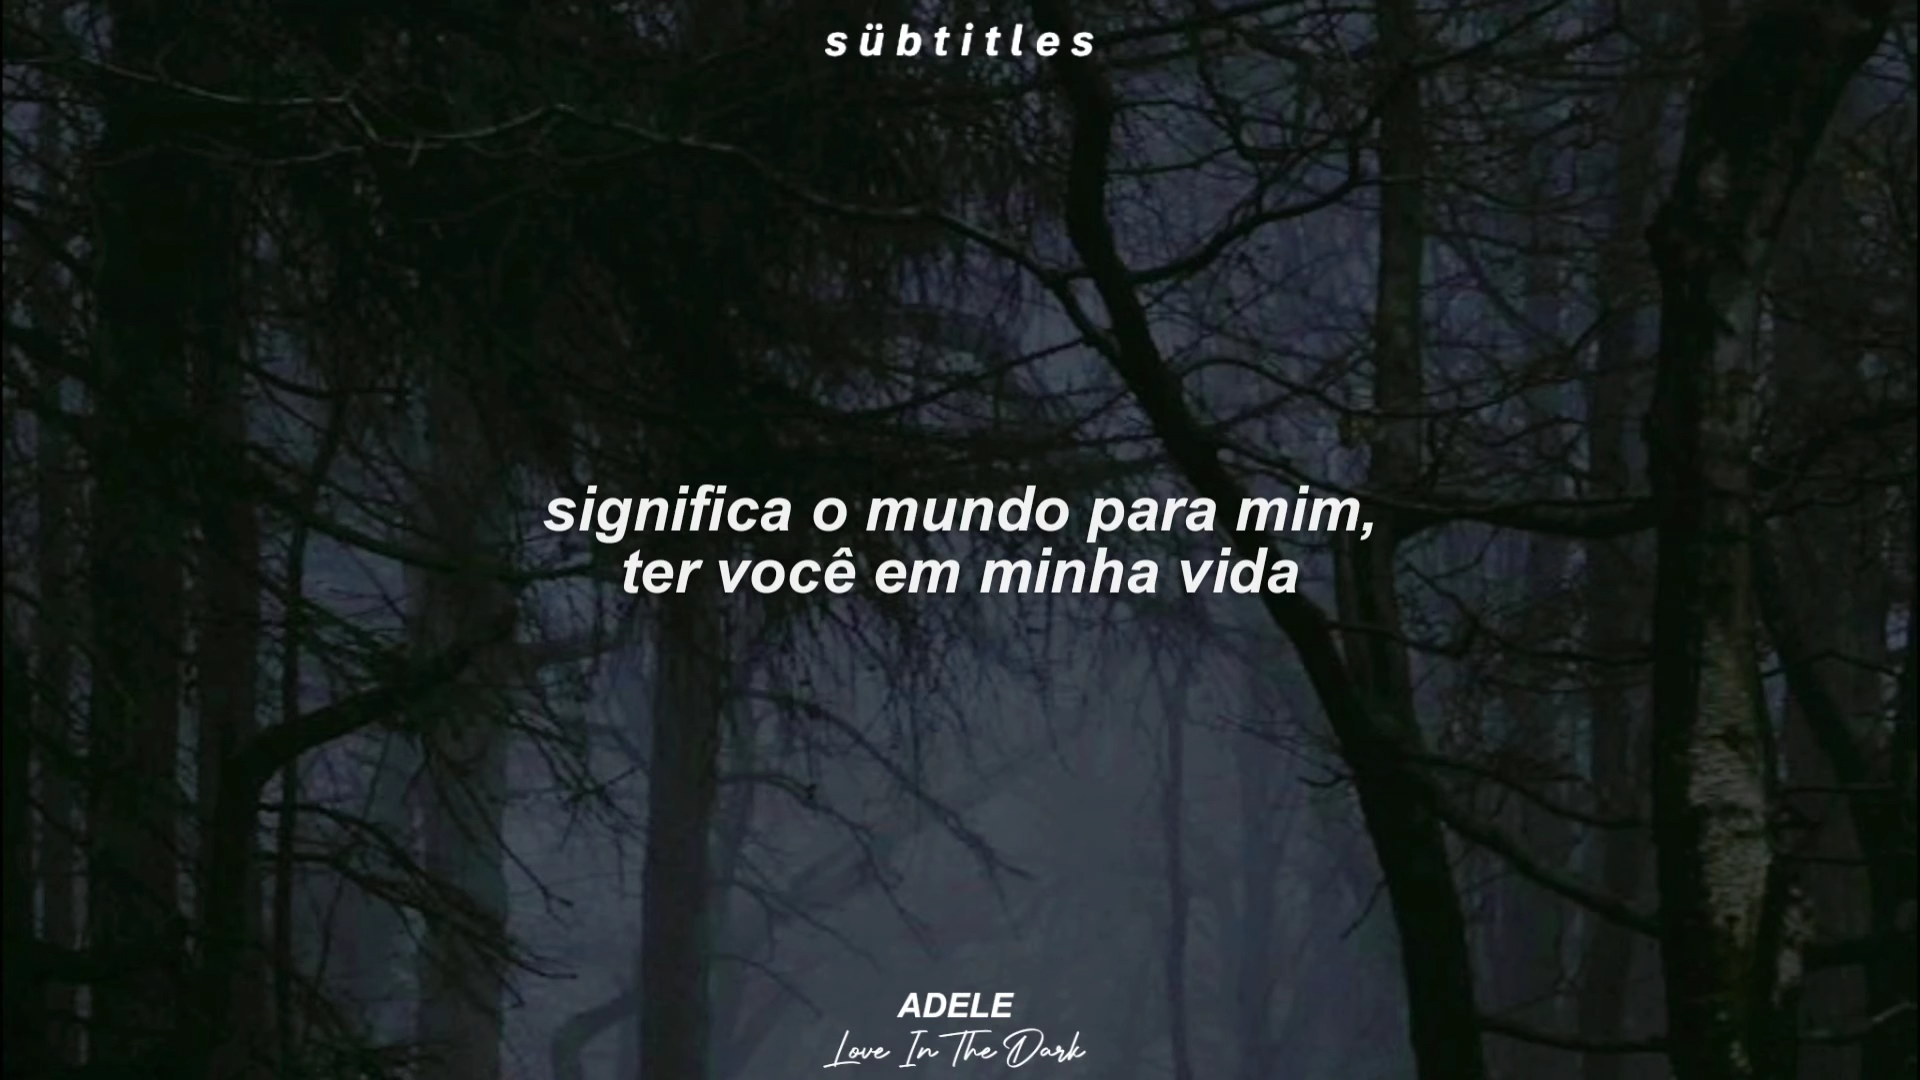 sübtitles
significa o mundo para mim,
ter você em minha vida
ADELE
Love In The Dark